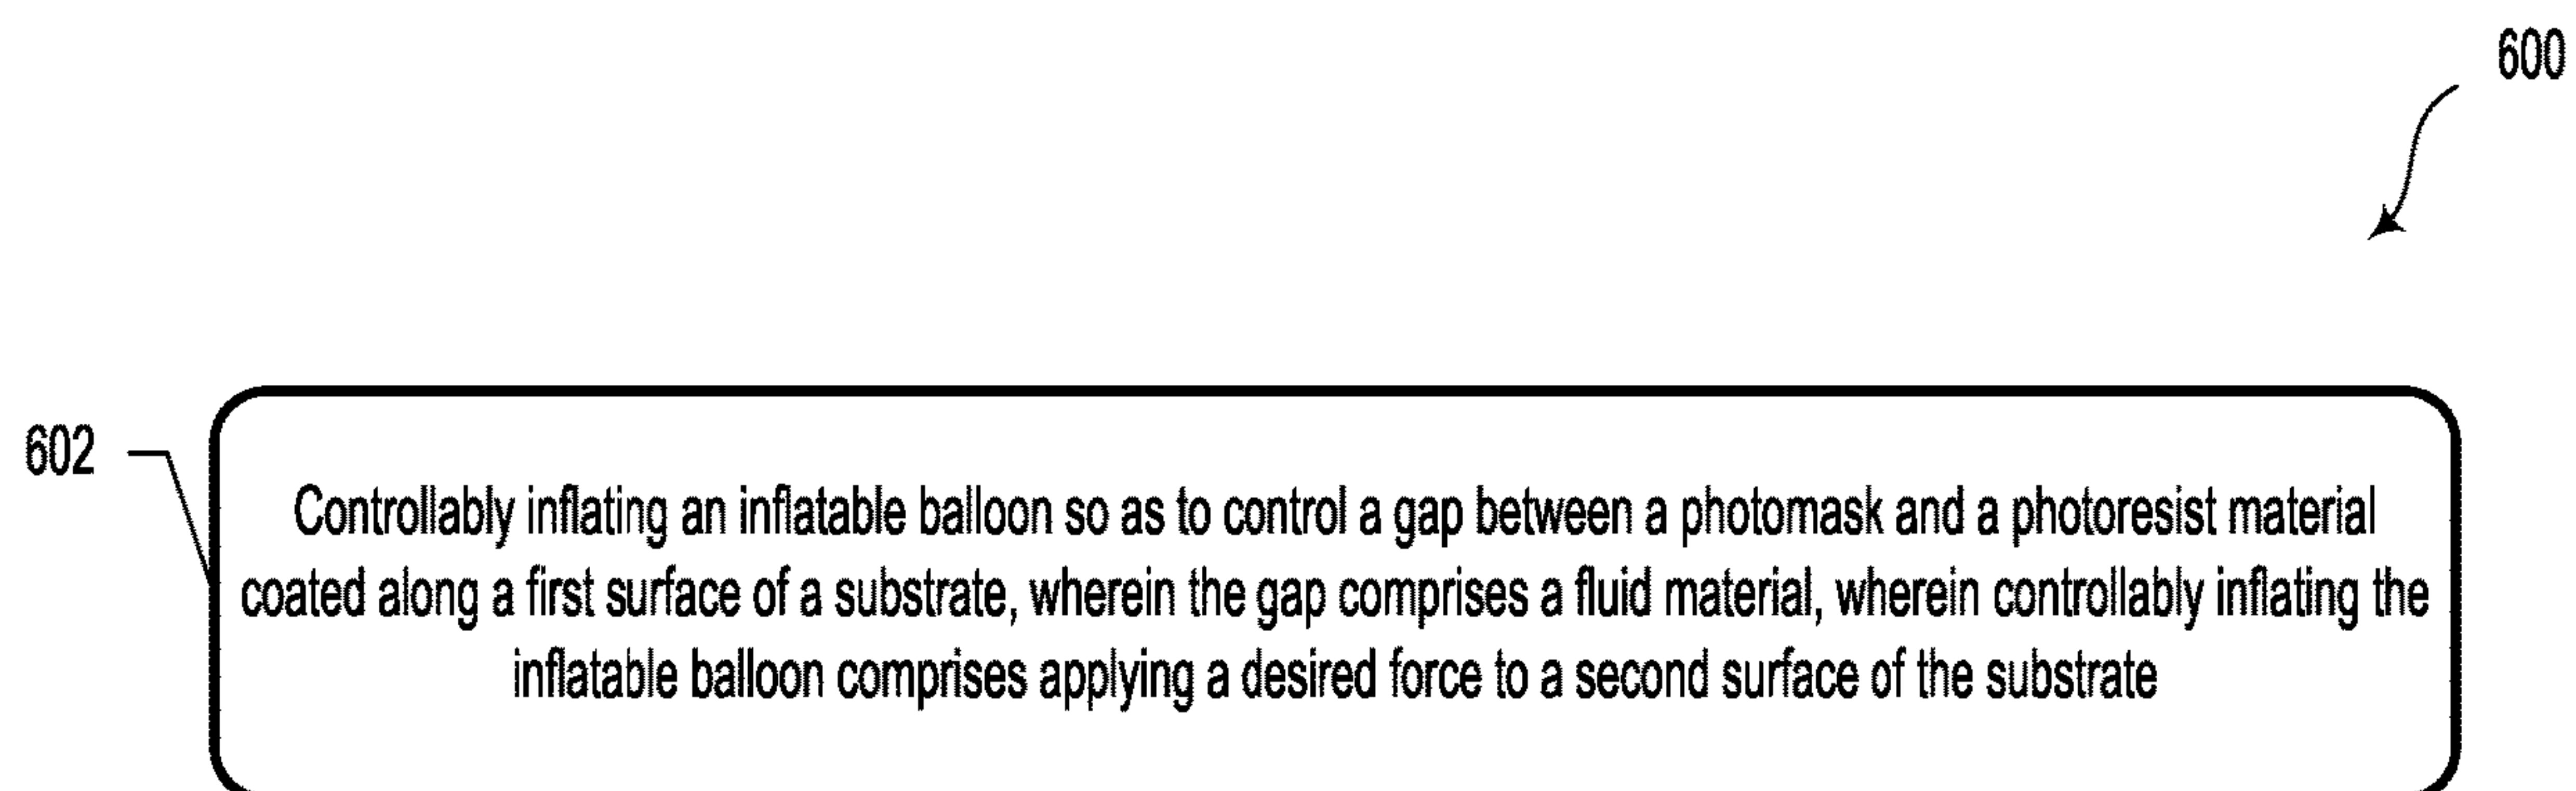 600
602
Controllably inflating an inflatable balloon so as to control a gap between a photomask and a photoresist material
coated along a first surface of a substrate, wherein the gap comprises a fluid material, wherein controllably inflating the
inflatable balloon comprises applying a desired force to a second surface of the substrate